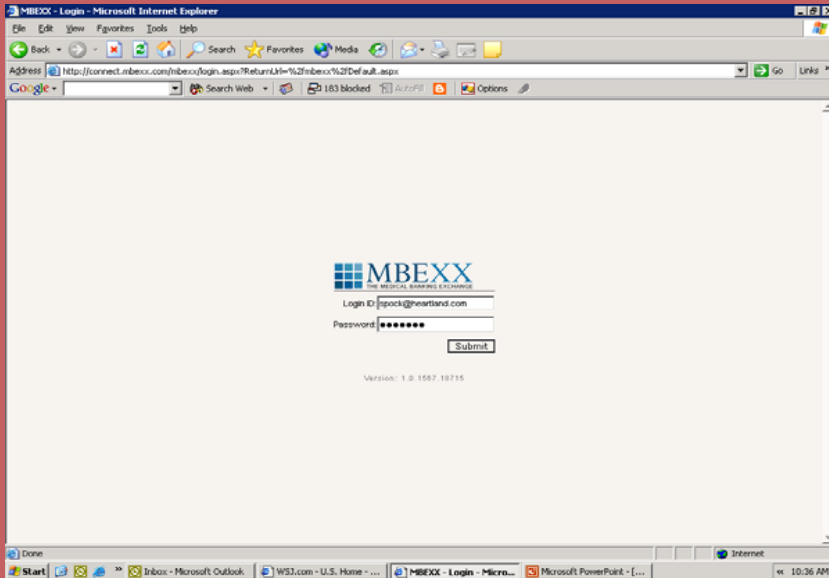 MBEXX - Login - Microsoft Internet Explorer
File Edit View Favorites Tools Help
Back Search Favorites Media
Address http://connect.mbexx.com/mbexx/login.aspx?ReturnUrl=%2fmbexx%2fDefault.aspx Go Links »
Google Search Web 183 blocked AutoFill Options
MBEXX
THE MEDICAL BANKING EXCHANGE
Login ID: spock@heartland.com
Password: ●●●●●●●
Submit
Version: 1.0.1567.18715
Done Internet
Start » Inbox - Microsoft Outlook WSJ.com - U.S. Home - ... MBEXX - Login - Micro... Microsoft PowerPoint - [... « 10:36 AM